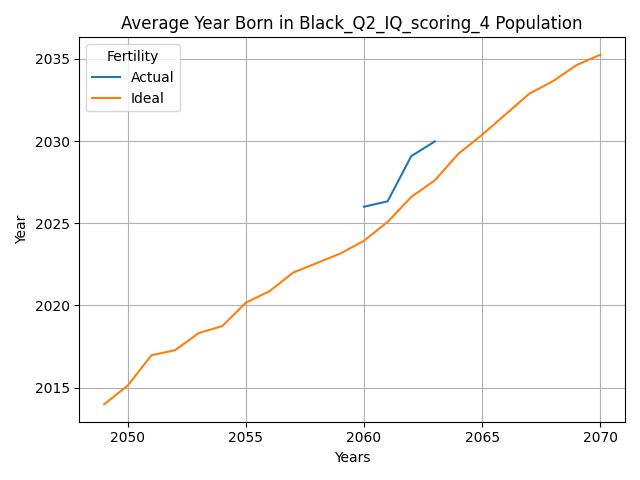 Average Year Born in Black_Q2_IQ_scoring_4 Population
Fertility
Actual
Ideal
2035
2030
2025
2020
2015
Year
2050 2055 2060 2065 2070
Years